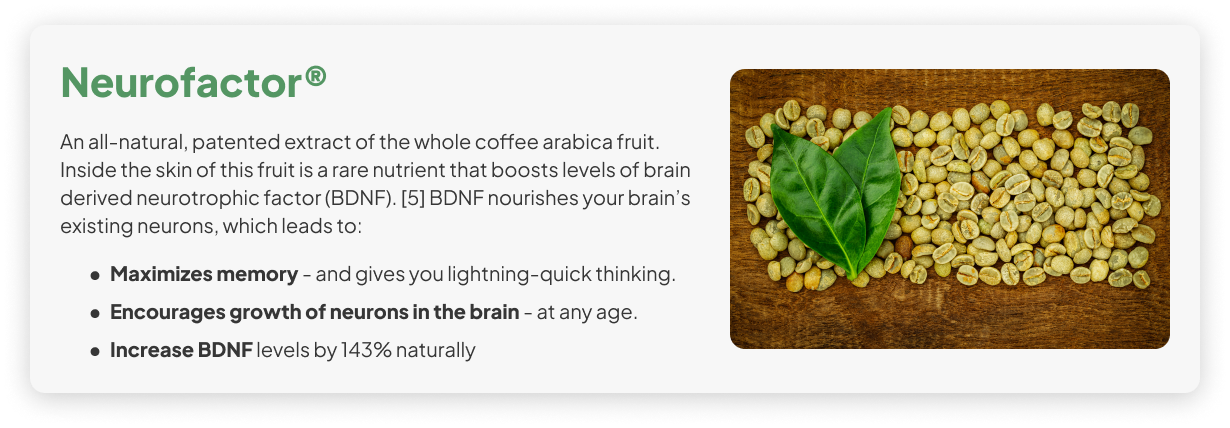 Neurofactor®
An all-natural, patented extract of the whole coffee arabica fruit.
Inside the skin of this fruit is a rare nutrient that boosts levels of brain
derived neurotrophic factor (BDNF). [5] BDNF nourishes your brain’s
existing neurons, which leads to:
● Maximizes memory - and gives you lightning-quick thinking.
● Encourages growth of neurons in the brain - at any age.
● Increase BDNF levels by 143% naturally